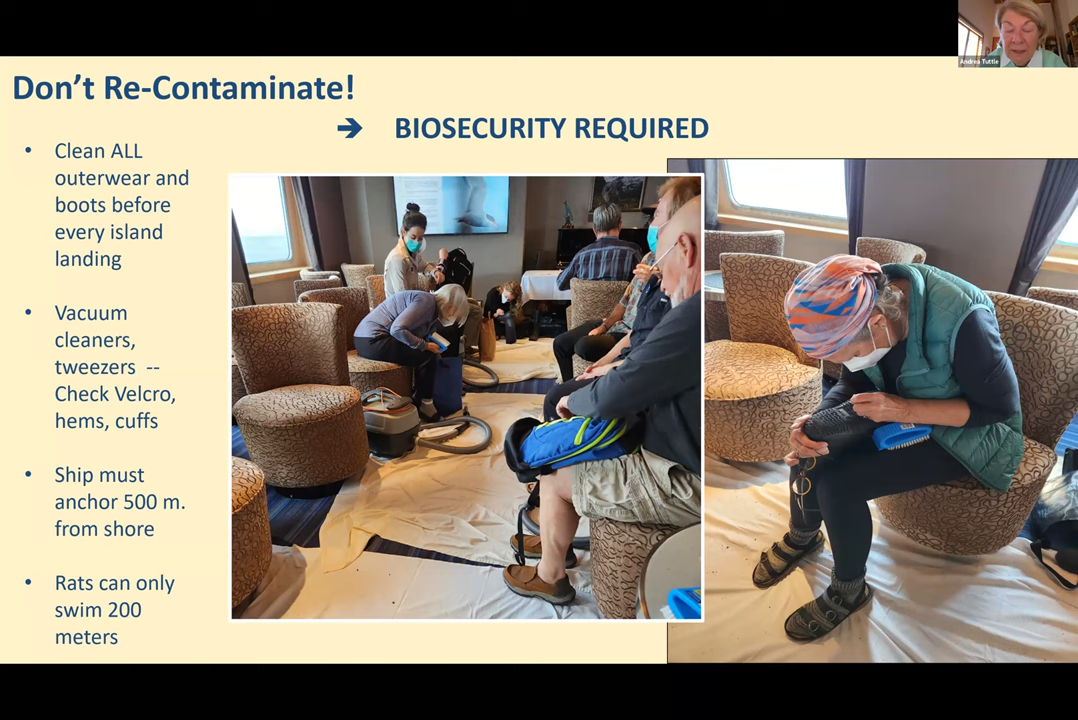 Don't Re-Contaminate!
➔ BIOSECURITY REQUIRED
• Clean ALL
outerwear and
boots before
every island
landing
• Vacuum
cleaners,
tweezers --
Check Velcro,
hems, cuffs
• Ship must
anchor 500 m.
from shore
• Rats can only
swim 200
meters
Andrea Tuttle